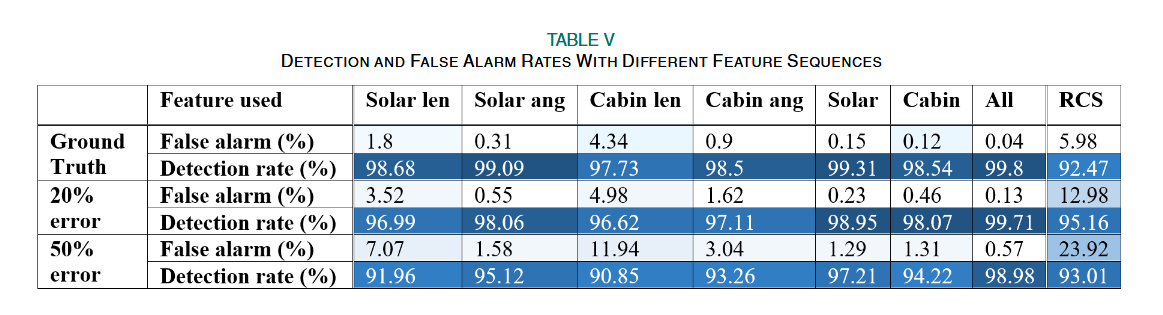 TABLE V
DETECTION AND FALSE ALARM RATES WITH DIFFERENT FEATURE SEQUENCES
Feature used Solar len Solar ang Cabin len Cabin ang Solar Cabin All RCS
Ground Truth False alarm (%) 1.8 0.31 4.34 0.9 0.15 0.12 0.04 5.98
Detection rate (%) 98.68 99.09 97.73 98.5 99.31 98.54 99.8 92.47
20% error False alarm (%) 3.52 0.55 4.98 1.62 0.23 0.46 0.13 12.98
Detection rate (%) 96.99 98.06 96.62 97.11 98.95 98.07 99.71 95.16
50% error False alarm (%) 7.07 1.58 11.94 3.04 1.29 1.31 0.57 23.92
Detection rate (%) 91.96 95.12 90.85 93.26 97.21 94.22 98.98 93.01